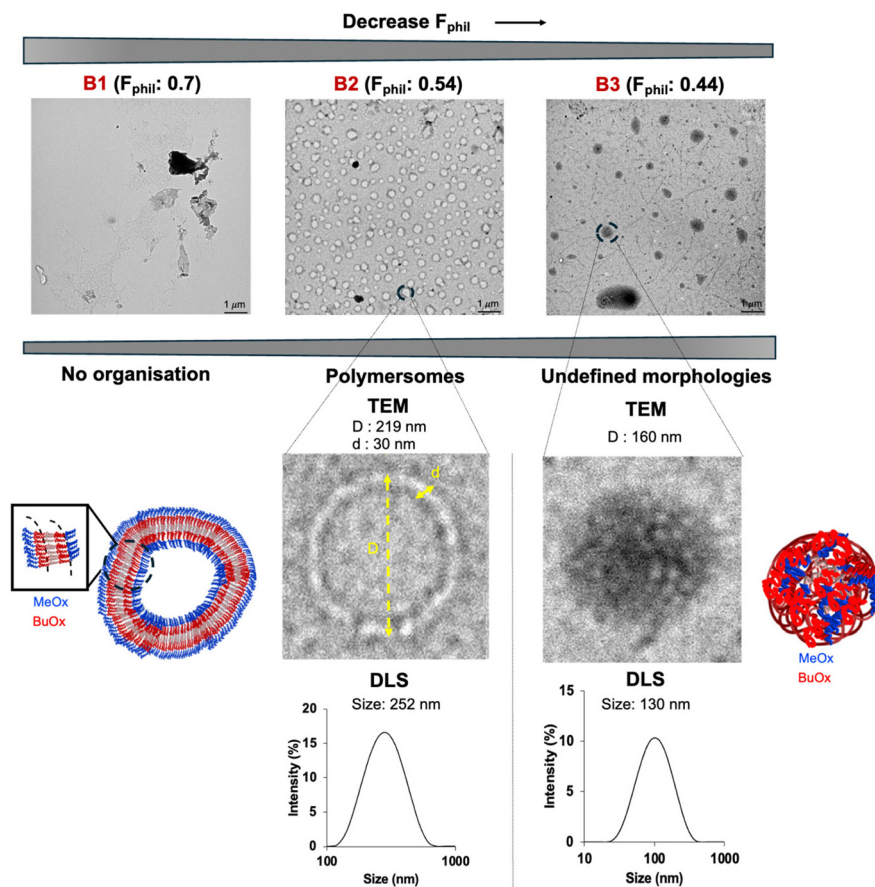 Decrease Fphil
B1 (Fphil: 0.7)
B2 (Fphil: 0.54)
B3 (Fphil: 0.44)
1 μm
1 μm
1 μm
No organisation
Polymersomes
Undefined morphologies
TEM
D : 219 nm
d : 30 nm
TEM
D : 160 nm
d
D
MeOx
BuOx
MeOx
BuOx
DLS
Size: 252 nm
20
15
10
5
0
Intensity (%)
100
1000
Size (nm)
DLS
Size: 130 nm
15
10
5
0
Intensity (%)
10
100
1000
Size (nm)